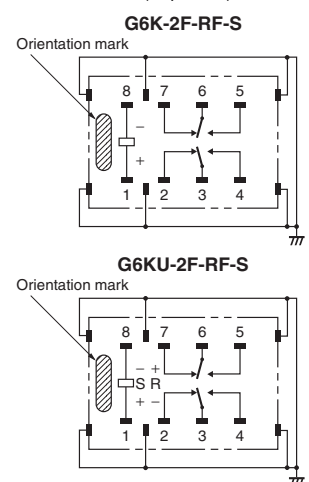 G6K-2F-RF-S
Orientation mark
8 7 6 5
−
+
1 2 3 4
G6KU-2F-RF-S
Orientation mark
8 7 6 5
− +
S R
+ −
1 2 3 4